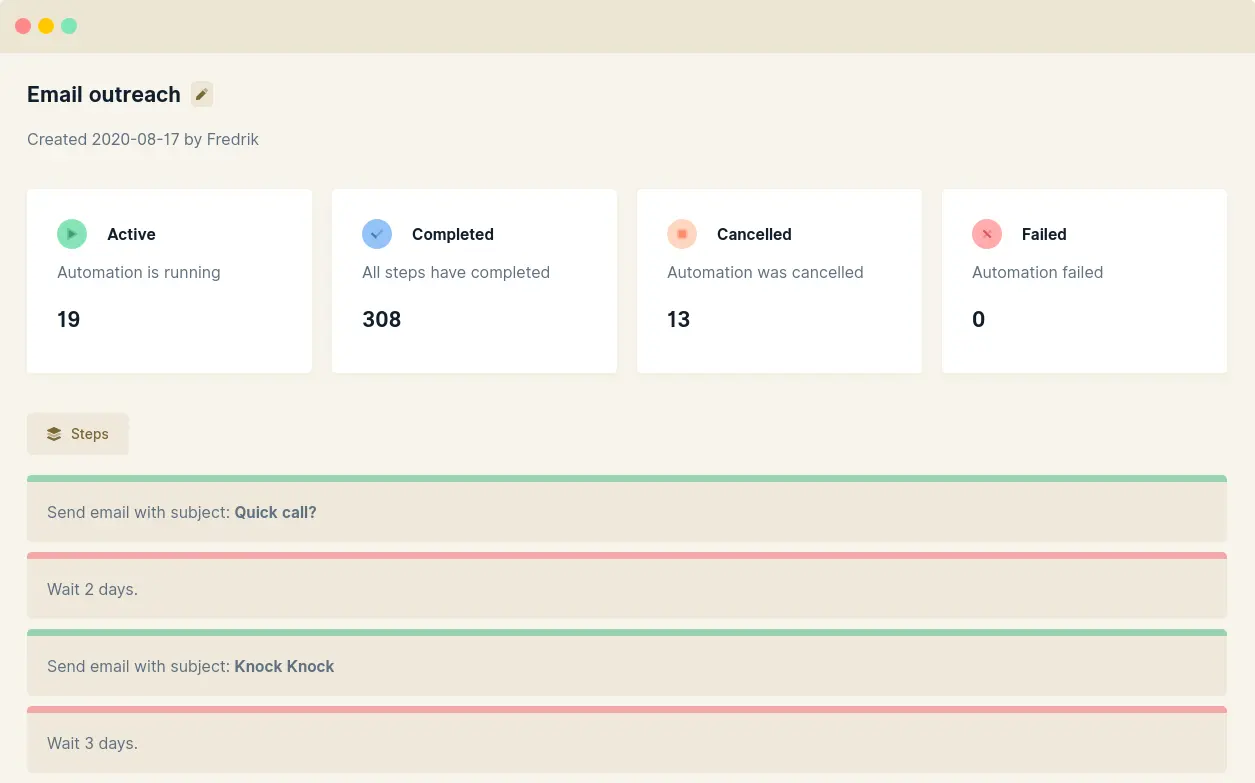 Email outreach
Created 2020-08-17 by Fredrik
Active
Automation is running
19
Completed
All steps have completed
308
Cancelled
Automation was cancelled
13
Failed
Automation failed
0
Steps
Send email with subject: Quick call?
Wait 2 days.
Send email with subject: Knock Knock
Wait 3 days.